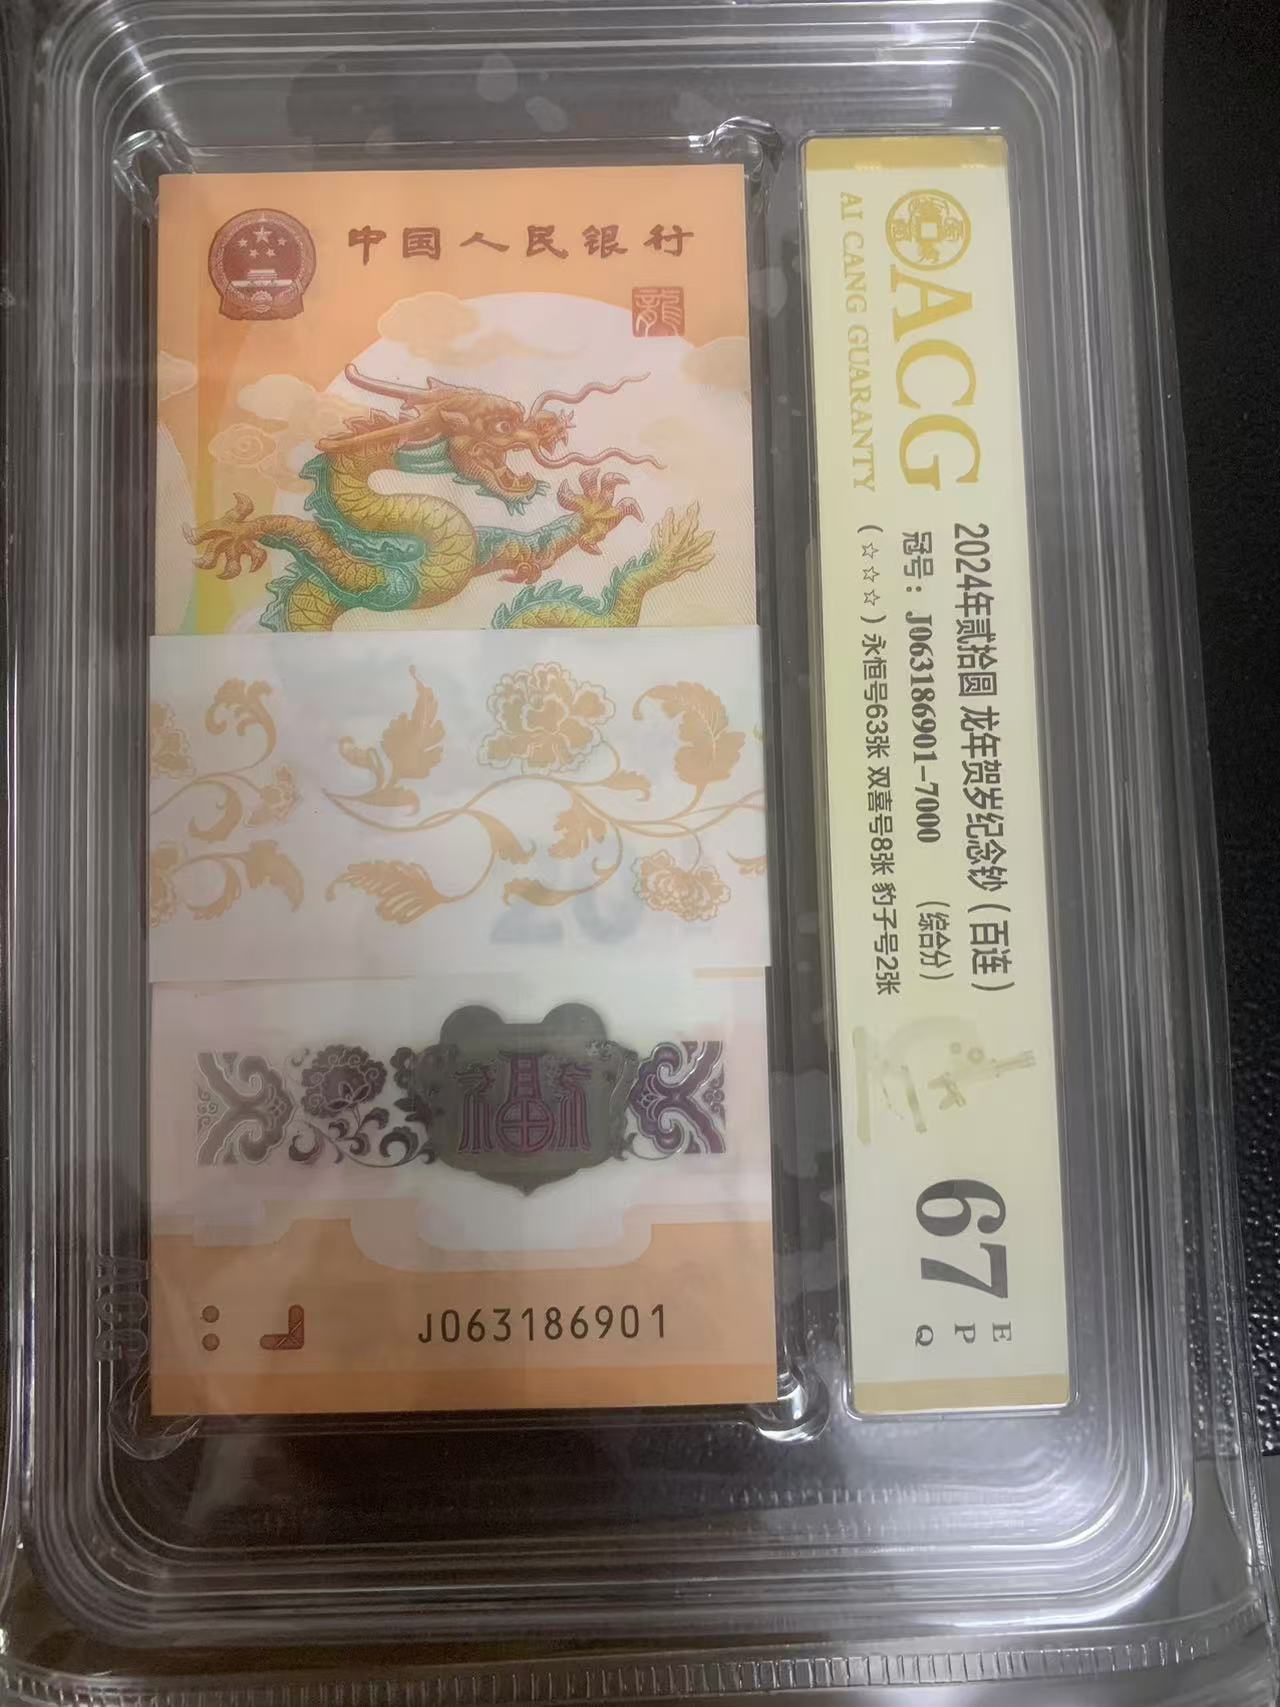 中国人民银行
龍
福
J063186901
ACG
AI CANG GUARANTY
2024年贰拾圆 龙年贺岁纪念钞（百连）
冠号：J063186901-7000 （综合分）
（☆☆☆）永恒号63张 双喜号8张 豹子号2张
67
E
P
Q
ACG